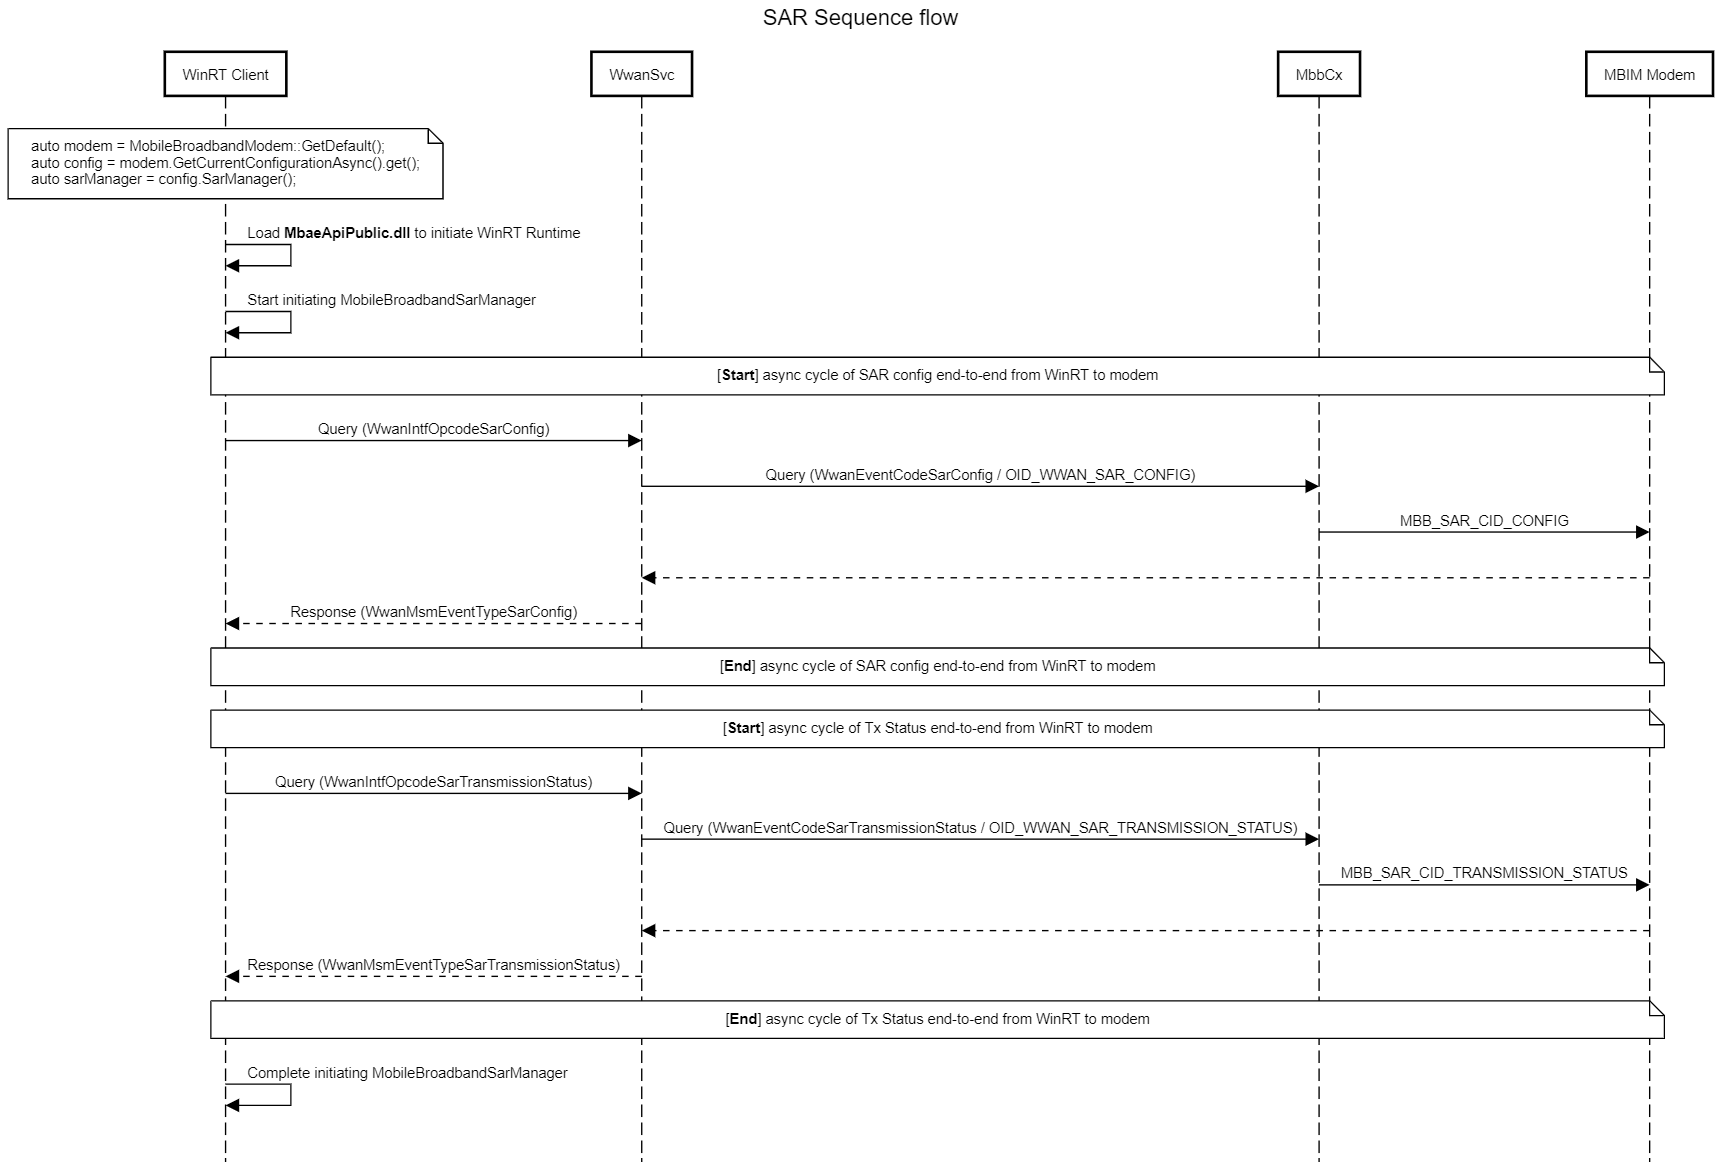 SAR Sequence flow
WinRT Client
WwanSvc
MbbCx
MBIM Modem
auto modem = MobileBroadbandModem::GetDefault();
auto config = modem.GetCurrentConfigurationAsync().get();
auto sarManager = config.SarManager();
Load MbaeApiPublic.dll to initiate WinRT Runtime
Start initiating MobileBroadbandSarManager
[Start] async cycle of SAR config end-to-end from WinRT to modem
Query (WwanIntfOpcodeSarConfig)
Query (WwanEventCodeSarConfig / OID_WWAN_SAR_CONFIG)
MBB_SAR_CID_CONFIG
Response (WwanMsmEventTypeSarConfig)
[End] async cycle of SAR config end-to-end from WinRT to modem
[Start] async cycle of Tx Status end-to-end from WinRT to modem
Query (WwanIntfOpcodeSarTransmissionStatus)
Query (WwanEventCodeSarTransmissionStatus / OID_WWAN_SAR_TRANSMISSION_STATUS)
MBB_SAR_CID_TRANSMISSION_STATUS
Response (WwanMsmEventTypeSarTransmissionStatus)
[End] async cycle of Tx Status end-to-end from WinRT to modem
Complete initiating MobileBroadbandSarManager